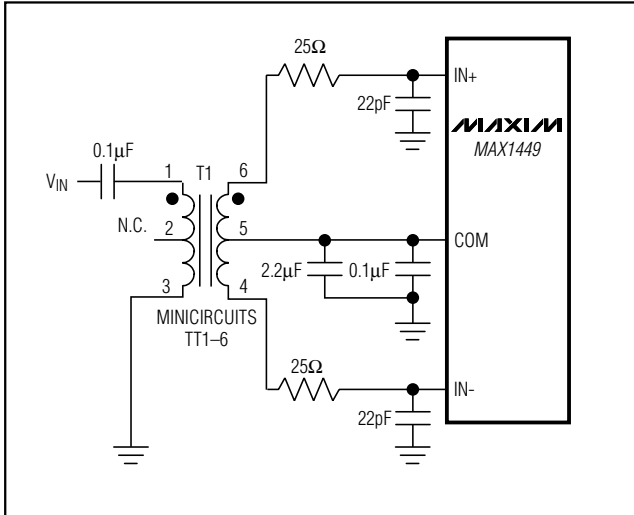 25Ω
IN+
22pF
MAXIM
MAX1449
0.1µF
1 T1 6
VIN
N.C. 2 5
COM
2.2µF 0.1µF
3 4
MINICIRCUITS
TT1–6
25Ω
IN-
22pF